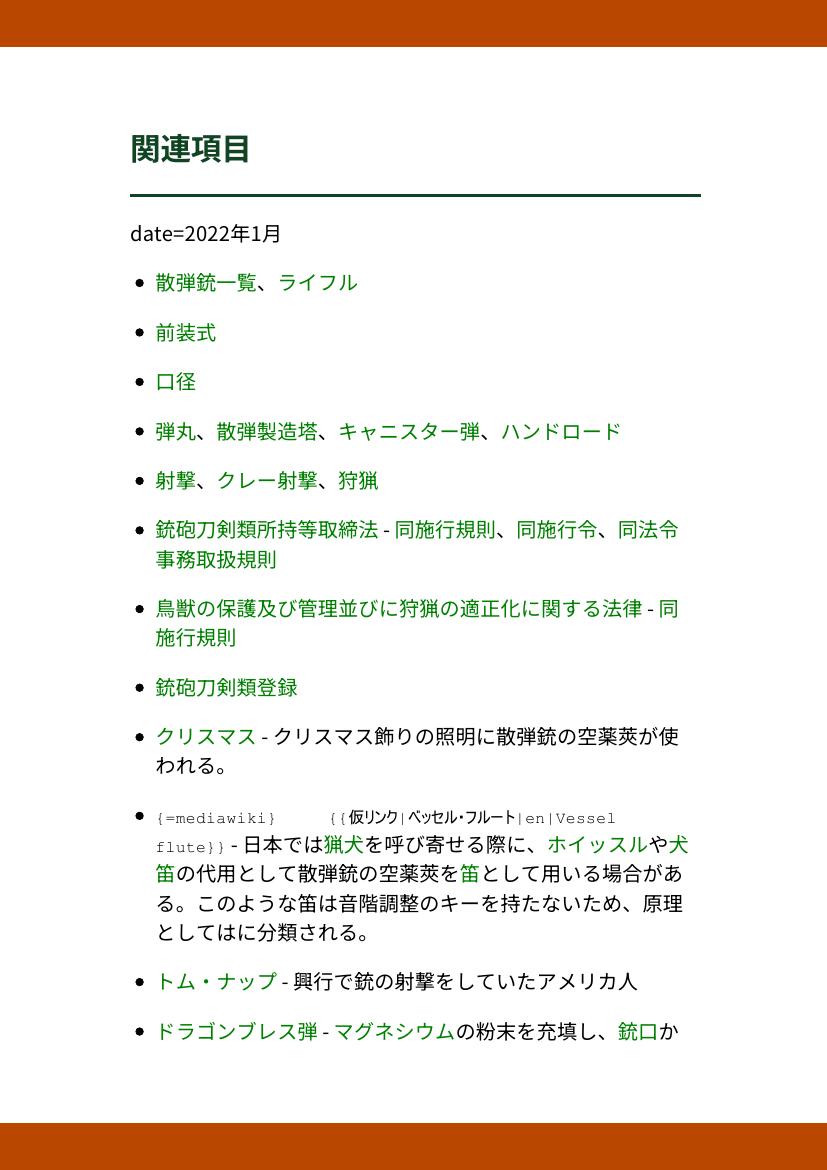 関連項目
date=2022年1月
• 散弾銃一覧、ライフル
• 前装式
• 口径
• 弾丸、散弾製造塔、キャニスター弾、ハンドロード
• 射撃、クレー射撃、狩猟
• 銃砲刀剣類所持等取締法 - 同施行規則、同施行令、同法令
事務取扱規則
• 鳥獣の保護及び管理並びに狩猟の適正化に関する法律 - 同
施行規則
• 銃砲刀剣類登録
• クリスマス - クリスマス飾りの照明に散弾銃の空薬莢が使
われる。
• {=mediawiki} {{仮リンク|ベッセル・フルート|en|Vessel
flute}} - 日本では猟犬を呼び寄せる際に、ホイッスルや犬
笛の代用として散弾銃の空薬莢を笛として用いる場合があ
る。このような笛は音階調整のキーを持たないため、原理
としてはに分類される。
• トム・ナップ - 興行で銃の射撃をしていたアメリカ人
• ドラゴンブレス弾 - マグネシウムの粉末を充填し、銃口か